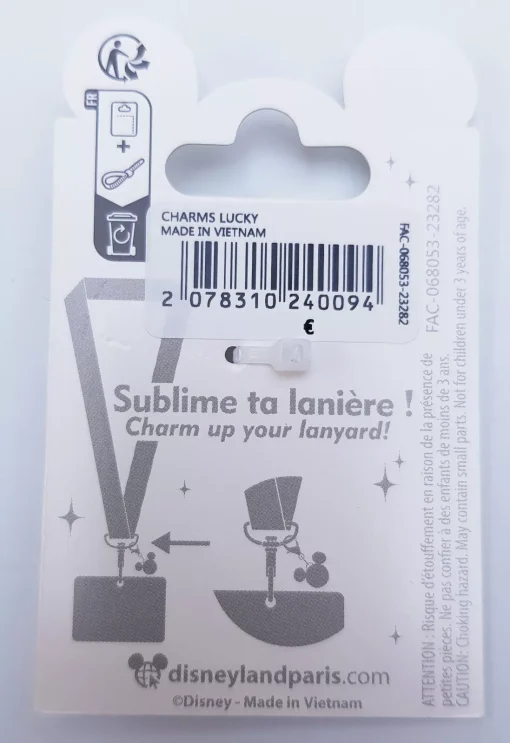 FR
+
CHARMS LUCKY
MADE IN VIETNAM
2 078310 240094
€
FAC-068053-23282
FAC-068053-23282
Sublime ta lanière !
Charm up your lanyard!
ATTENTION : Risque d'étouffement en raison de la présence de
petites pièces. Ne pas confier à des enfants de moins de 3 ans.
CAUTION: Choking hazard. May contain small parts. Not for children under 3 years of age.
disneylandparis.com
©Disney - Made in Vietnam